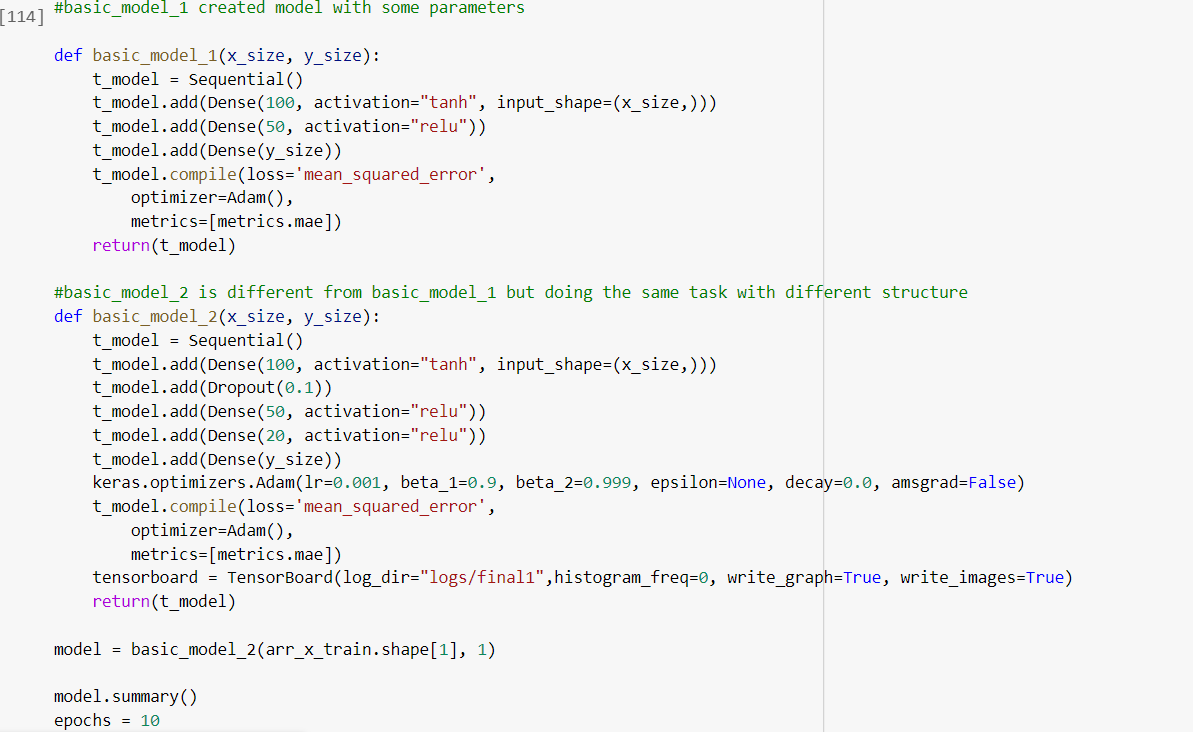 #basic_model_1 created model with some parameters
[114]
def basic_model_1(x_size, y_size):
    t_model = Sequential()
    t_model.add(Dense(100, activation="tanh", input_shape=(x_size,)))
    t_model.add(Dense(50, activation="relu"))
    t_model.add(Dense(y_size))
    t_model.compile(loss='mean_squared_error',
        optimizer=Adam(),
        metrics=[metrics.mae])
    return(t_model)
#basic_model_2 is different from basic_model_1 but doing the same task with different structure
def basic_model_2(x_size, y_size):
    t_model = Sequential()
    t_model.add(Dense(100, activation="tanh", input_shape=(x_size,)))
    t_model.add(Dropout(0.1))
    t_model.add(Dense(50, activation="relu"))
    t_model.add(Dense(20, activation="relu"))
    t_model.add(Dense(y_size))
    keras.optimizers.Adam(lr=0.001, beta_1=0.9, beta_2=0.999, epsilon=None, decay=0.0, amsgrad=False)
    t_model.compile(loss='mean_squared_error',
        optimizer=Adam(),
        metrics=[metrics.mae])
    tensorboard = TensorBoard(log_dir="logs/final1",histogram_freq=0, write_graph=True, write_images=True)
    return(t_model)
model = basic_model_2(arr_x_train.shape[1], 1)
model.summary()
epochs = 10